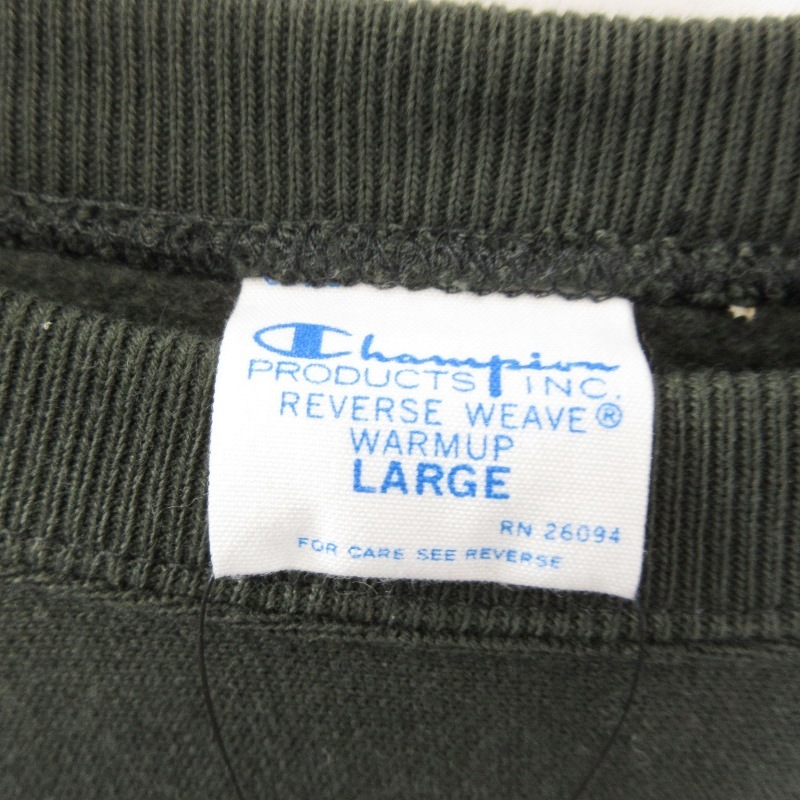 Champion
PRODUCTS INC.
REVERSE WEAVE®
WARMUP
LARGE
RN 26094
FOR CARE SEE REVERSE